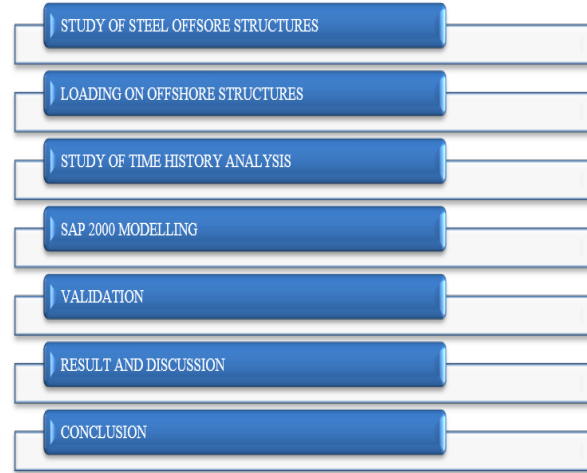 STUDY OF STEEL OFFSORE STRUCTURES
LOADING ON OFFSHORE STRUCTURES
STUDY OF TIME HISTORY ANALYSIS
SAP 2000 MODELLING
VALIDATION
RESULT AND DISCUSSION
CONCLUSION